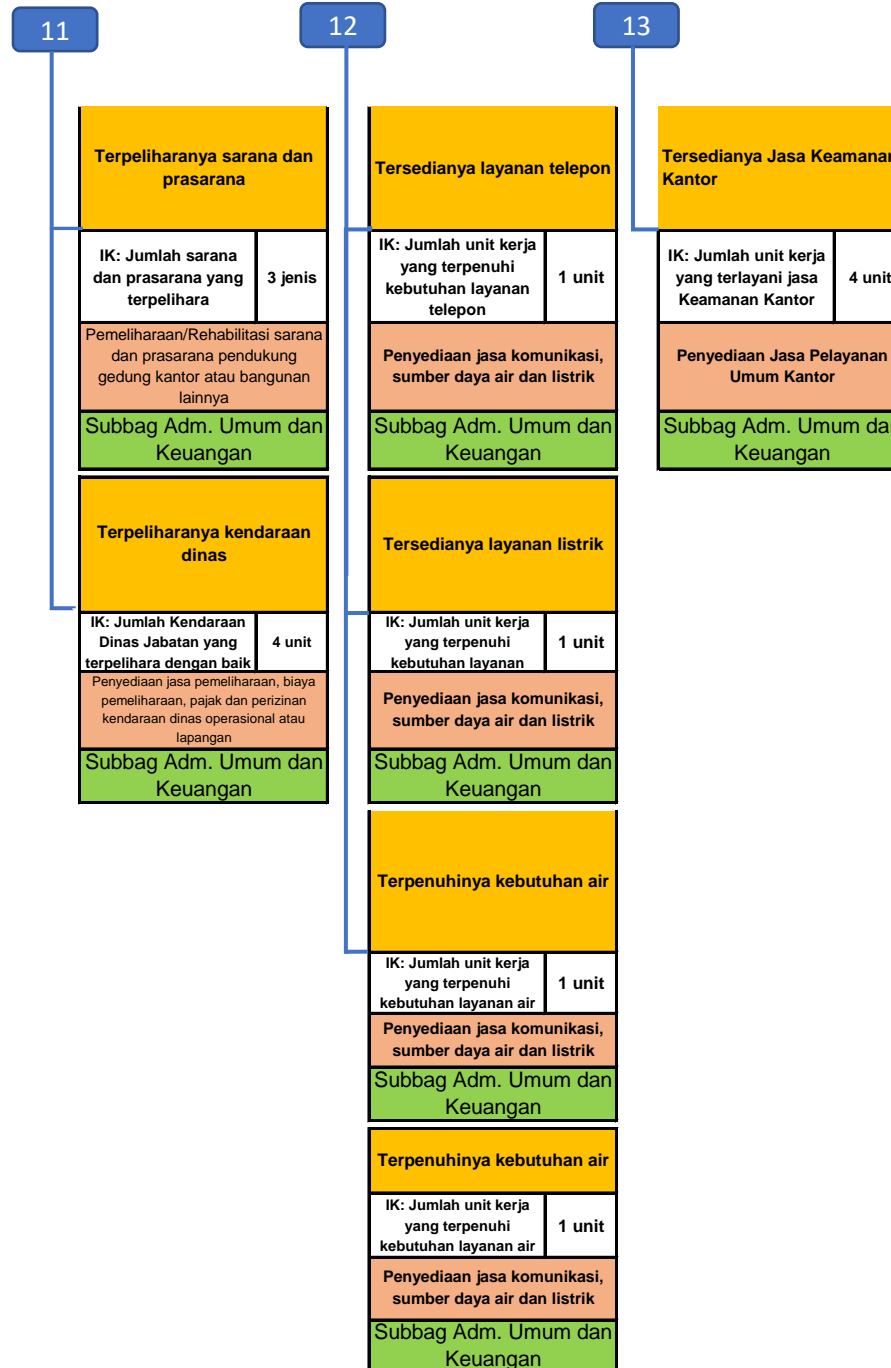 11
12
13
Terpeliharanya sarana dan
prasarana
IK: Jumlah sarana
dan prasarana yang
terpelihara
3 jenis
Pemeliharaan/Rehabilitasi sarana
dan prasarana pendukung
gedung kantor atau bangunan
lainnya
Subbag Adm. Umum dan
Keuangan
Terpeliharanya kendaraan
dinas
IK: Jumlah Kendaraan
Dinas Jabatan yang
terpelihara dengan baik
4 unit
Penyediaan jasa pemeliharaan, biaya
pemeliharaan, pajak dan perizinan
kendaraan dinas operasional atau
lapangan
Subbag Adm. Umum dan
Keuangan
Tersedianya layanan telepon
IK: Jumlah unit kerja
yang terpenuhi
kebutuhan layanan
telepon
1 unit
Penyediaan jasa komunikasi,
sumber daya air dan listrik
Subbag Adm. Umum dan
Keuangan
Tersedianya layanan listrik
IK: Jumlah unit kerja
yang terpenuhi
kebutuhan layanan
1 unit
Penyediaan jasa komunikasi,
sumber daya air dan listrik
Subbag Adm. Umum dan
Keuangan
Terpenuhinya kebutuhan air
IK: Jumlah unit kerja
yang terpenuhi
kebutuhan layanan air
1 unit
Penyediaan jasa komunikasi,
sumber daya air dan listrik
Subbag Adm. Umum dan
Keuangan
Terpenuhinya kebutuhan air
IK: Jumlah unit kerja
yang terpenuhi
kebutuhan layanan air
1 unit
Penyediaan jasa komunikasi,
sumber daya air dan listrik
Subbag Adm. Umum dan
Keuangan
Tersedianya Jasa Keamanan
Kantor
IK: Jumlah unit kerja
yang terlayani jasa
Keamanan Kantor
4 unit
Penyediaan Jasa Pelayanan
Umum Kantor
Subbag Adm. Umum da
Keuangan